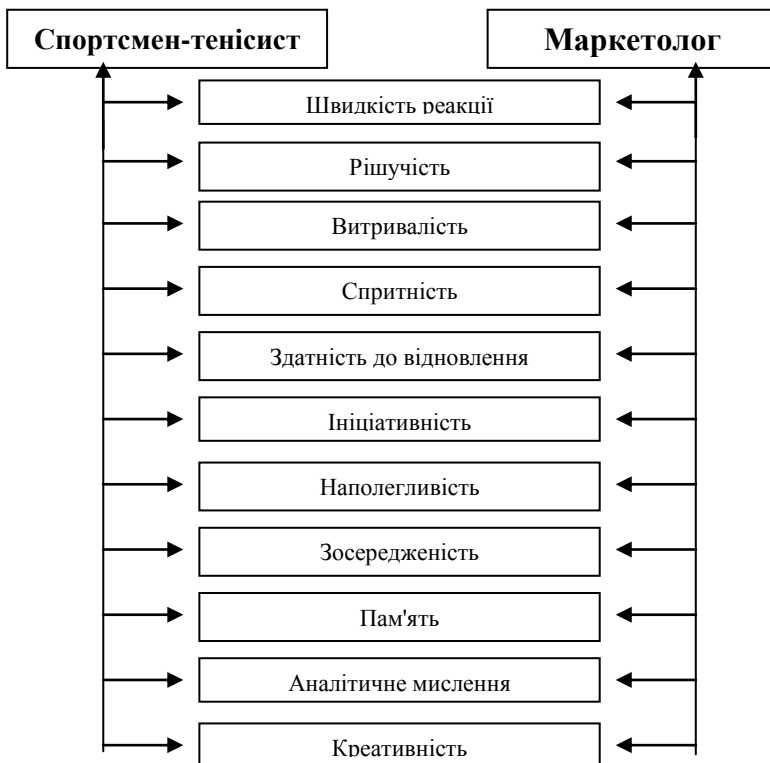 Спортсмен-тенісист
Маркетолог
Швидкість реакції
Рішучість
Витривалість
Спритність
Здатність до відновлення
Ініціативність
Наполегливість
Зосередженість
Пам'ять
Аналітичне мислення
Креативність